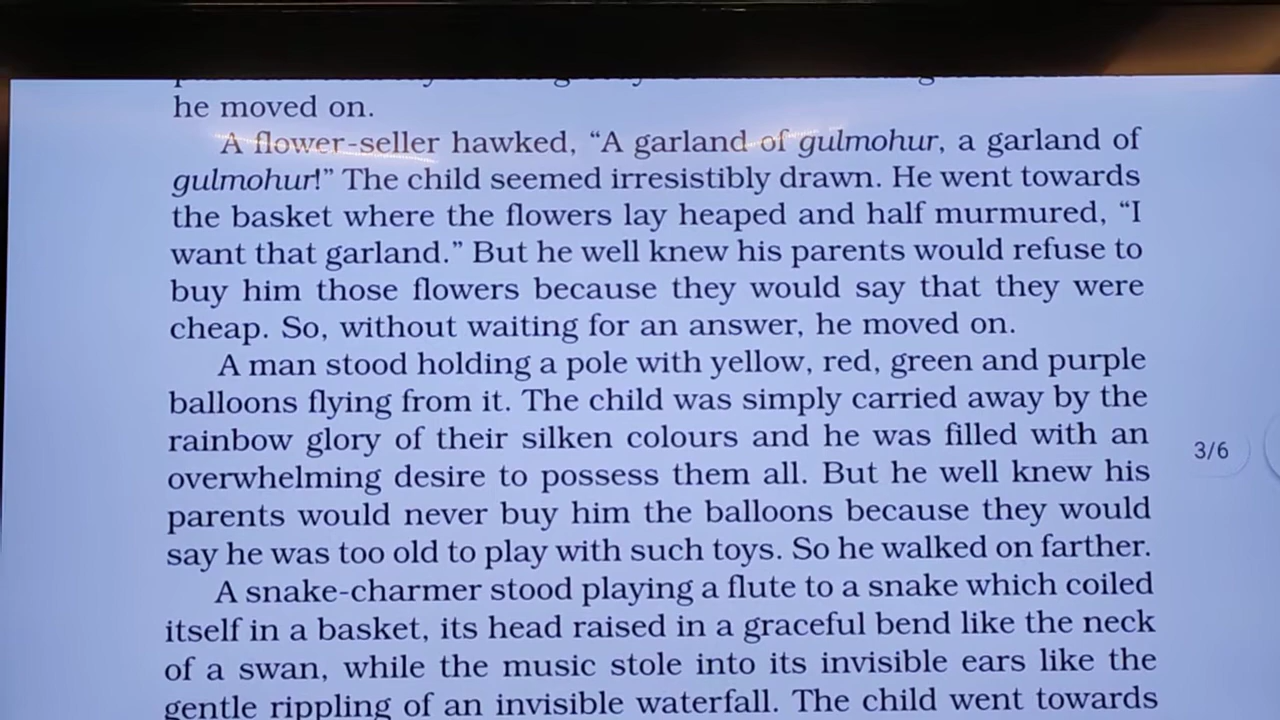 he moved on.
A flower-seller hawked, “A garland of gulmohur, a garland of
gulmohur!” The child seemed irresistibly drawn. He went towards
the basket where the flowers lay heaped and half murmured, “I
want that garland.” But he well knew his parents would refuse to
buy him those flowers because they would say that they were
cheap. So, without waiting for an answer, he moved on.
A man stood holding a pole with yellow, red, green and purple
balloons flying from it. The child was simply carried away by the
rainbow glory of their silken colours and he was filled with an
overwhelming desire to possess them all. But he well knew his
parents would never buy him the balloons because they would
say he was too old to play with such toys. So he walked on farther.
A snake-charmer stood playing a flute to a snake which coiled
itself in a basket, its head raised in a graceful bend like the neck
of a swan, while the music stole into its invisible ears like the
gentle rippling of an invisible waterfall. The child went towards
3/6